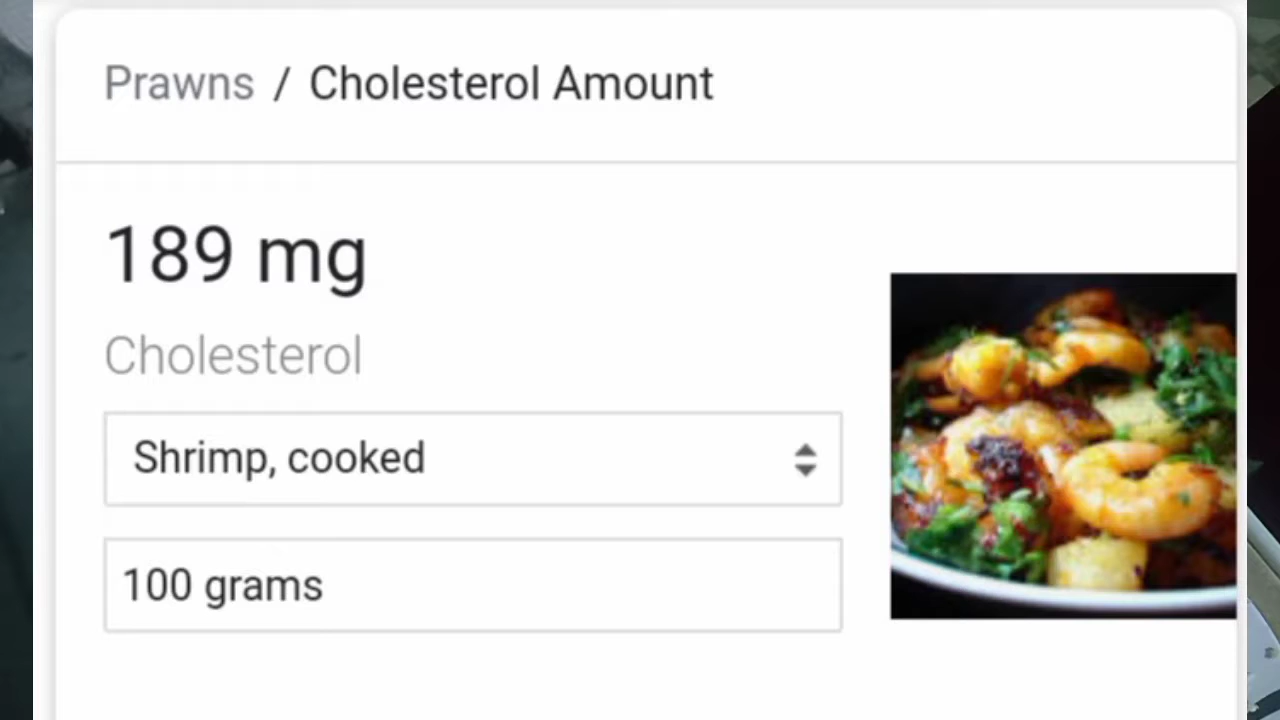 Prawns / Cholesterol Amount
189 mg
Cholesterol
Shrimp, cooked
100 grams